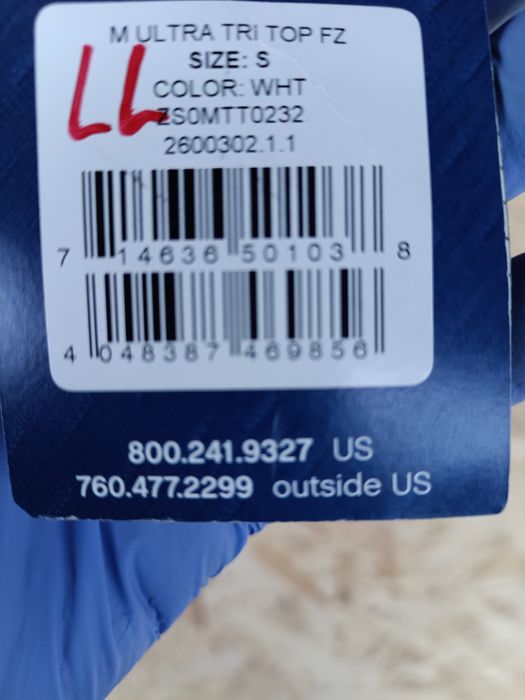 M ULTRA TRI TOP FZ
SIZE: S
COLOR: WHT
LL
ZS0MTT0232
2600302.1.1
7 14636 50103 8
4 048387 469856
800.241.9327 US
760.477.2299 outside US